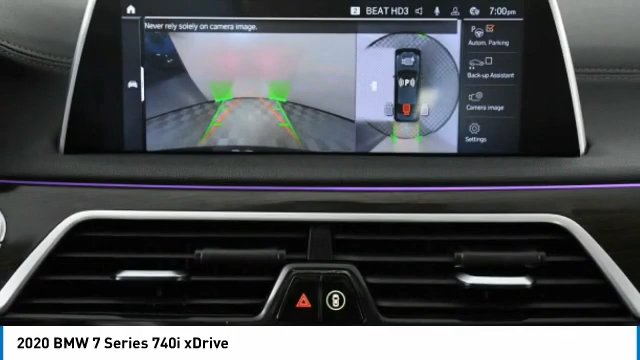 BEAT HD3
7:00pm
Never rely solely on camera image.
Autom. Parking
Back-up Assistant
Camera image
Settings
2020 BMW 7 Series 740i xDrive